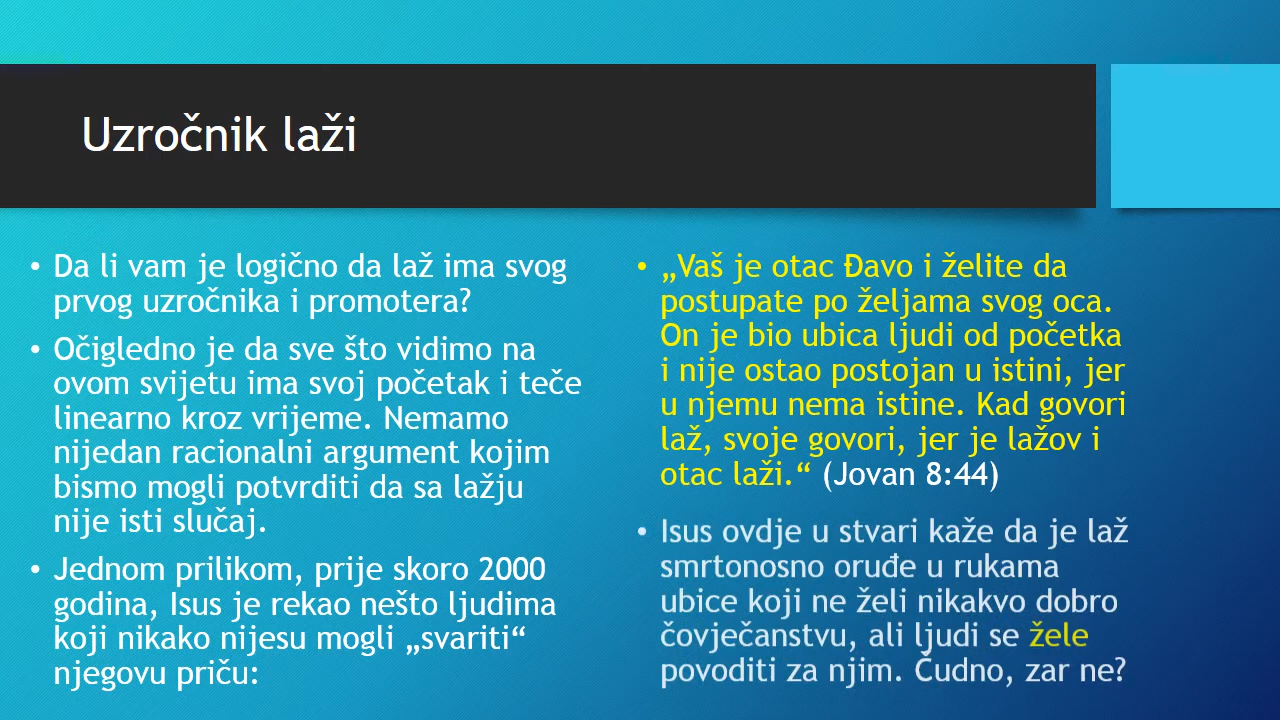 Uzročnik laži
• Da li vam je logično da laž ima svog
prvog uzročnika i promotera?
• Očigledno je da sve što vidimo na
ovom svijetu ima svoj početak i teče
linearno kroz vrijeme. Nemamo
nijedan racionalni argument kojim
bismo mogli potvrditi da sa lažju
nije isti slučaj.
• Jednom prilikom, prije skoro 2000
godina, Isus je rekao nešto ljudima
koji nikako nijesu mogli „svariti“
njegovu priču:
• „Vaš je otac Đavo i želite da
postupate po željama svog oca.
On je bio ubica ljudi od početka
i nije ostao postojan u istini, jer
u njemu nema istine. Kad govori
laž, svoje govori, jer je lažov i
otac laži.“ (Jovan 8:44)
• Isus ovdje u stvari kaže da je laž
smrtonosno oruđe u rukama
ubice koji ne želi nikakvo dobro
čovječanstvu, ali ljudi se žele
povoditi za njim. Čudno, zar ne?